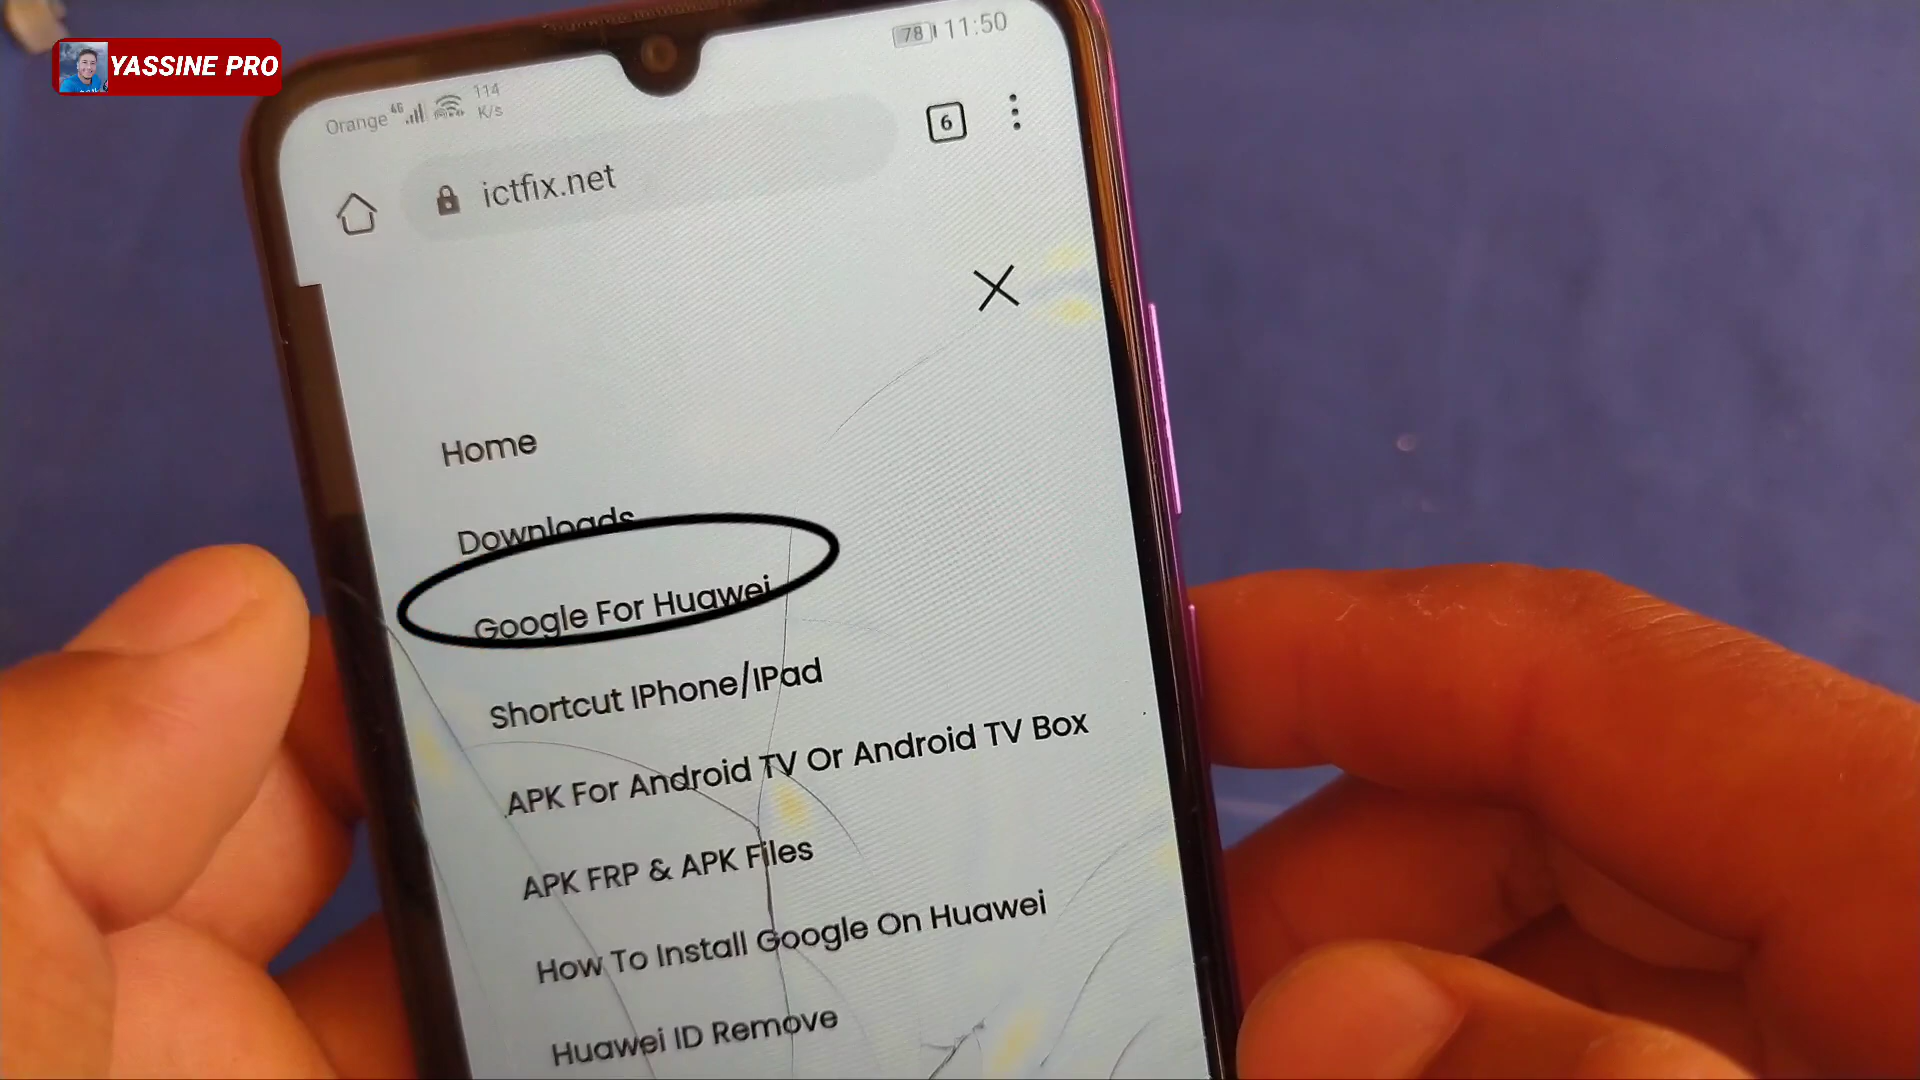 YASSINE PRO
78 11:50
Orange 4G 114 K/s
6
ictfix.net
Home
Downloads
Google For Huawei
Shortcut IPhone/IPad
APK For Android TV Or Android TV Box
APK FRP & APK Files
How To Install Google On Huawei
Huawei ID Remove